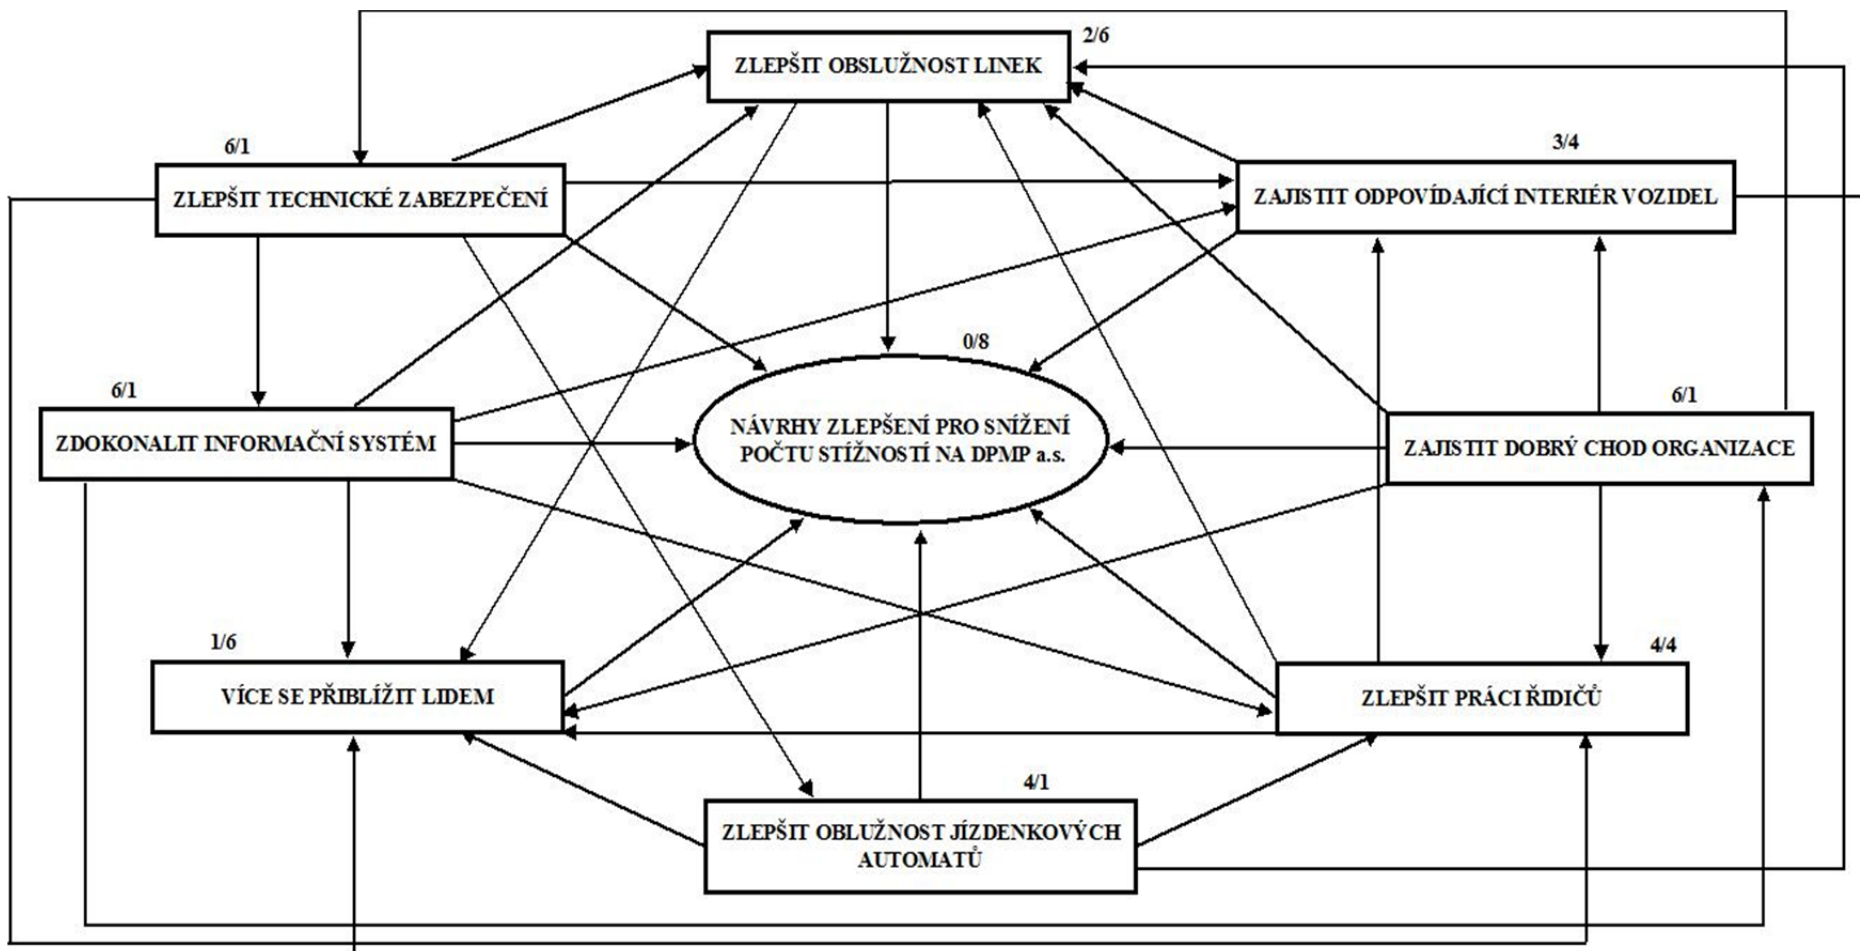 2/6
ZLEPŠIT OBSLUŽNOST LINEK
6/1
3/4
ZLEPŠIT TECHNICKÉ ZABEZPEČENÍ
ZAJISTIT ODPOVÍDAJÍCÍ INTERIÉR VOZIDEL
0/8
6/1
6/1
NÁVRHY ZLEPŠENÍ PRO SNÍŽENÍ
POČTU STÍŽNOSTÍ NA DPMP a.s.
ZDOKONALIT INFORMAČNÍ SYSTÉM
ZAJISTIT DOBRÝ CHOD ORGANIZACE
1/6
4/4
VÍCE SE PŘIBLÍŽIT LIDEM
ZLEPŠIT PRÁCI ŘIDIČŮ
4/1
ZLEPŠIT OBLUŽNOST JÍZDENKOVÝCH
AUTOMATŮ